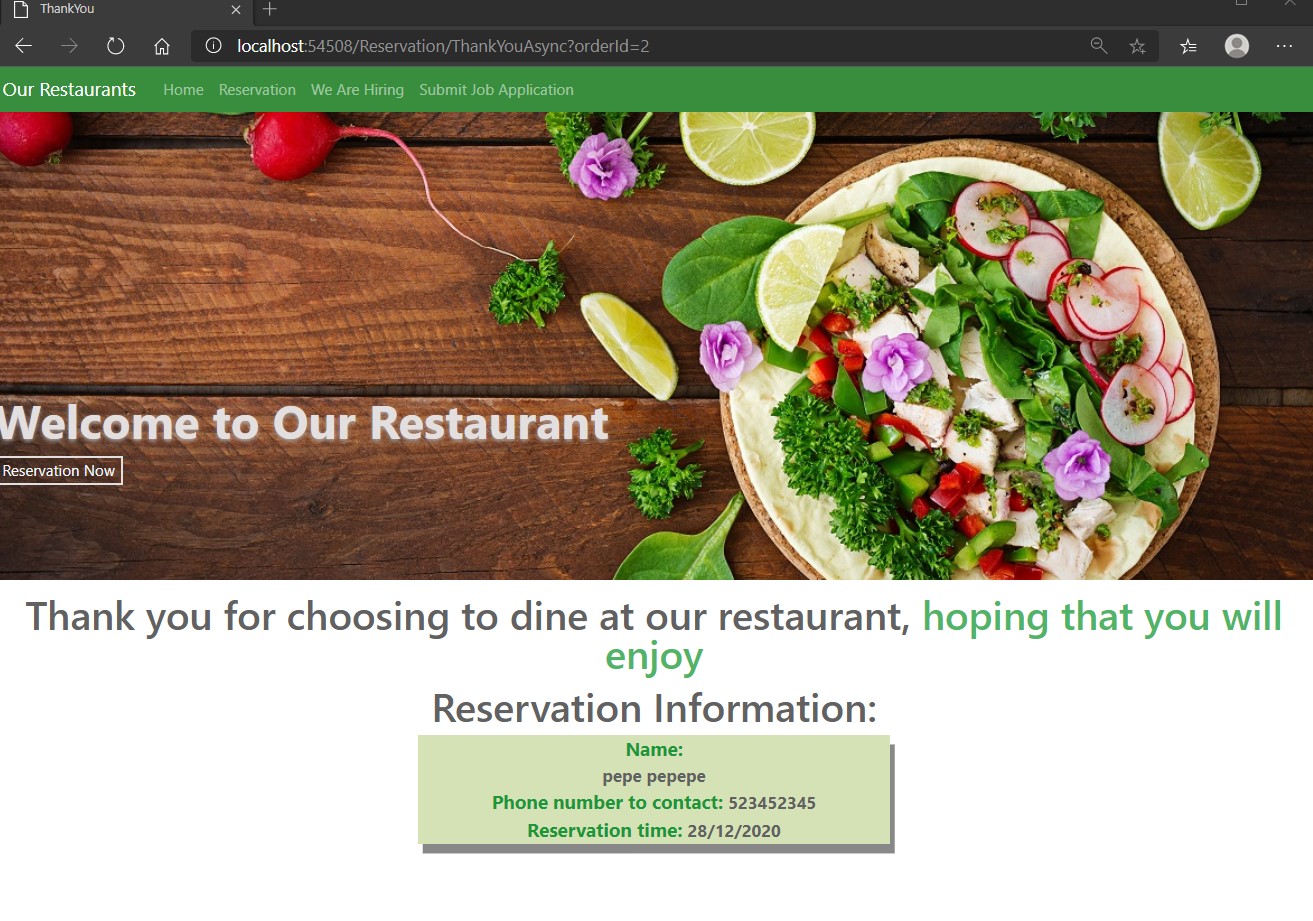 ThankYou
localhost:54508/Reservation/ThankYouAsync?orderId=2
Our Restaurants Home Reservation We Are Hiring Submit Job Application
Welcome to Our Restaurant
Reservation Now
Thank you for choosing to dine at our restaurant, hoping that you will
enjoy
Reservation Information:
Name:
pepe pepepe
Phone number to contact: 523452345
Reservation time: 28/12/2020